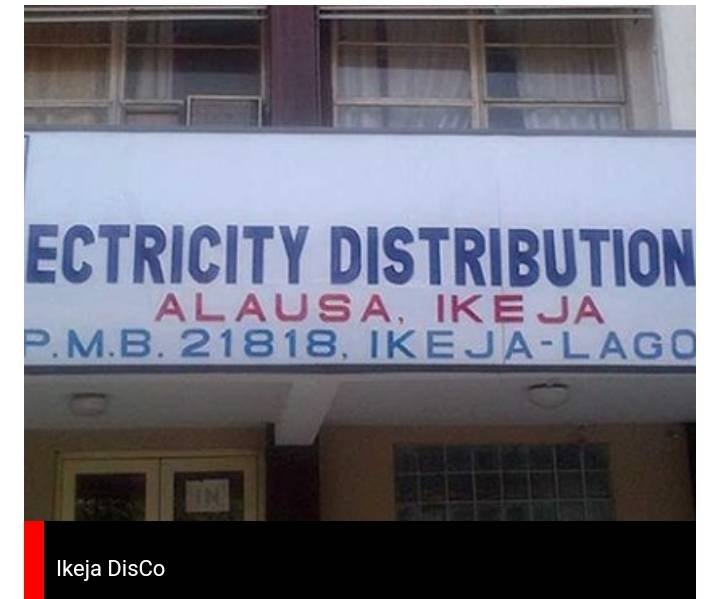 ECTRICITY DISTRIBUTION
ALAUSA, IKEJA
P.M.B. 21818, IKEJA-LAGO
IN
Ikeja DisCo